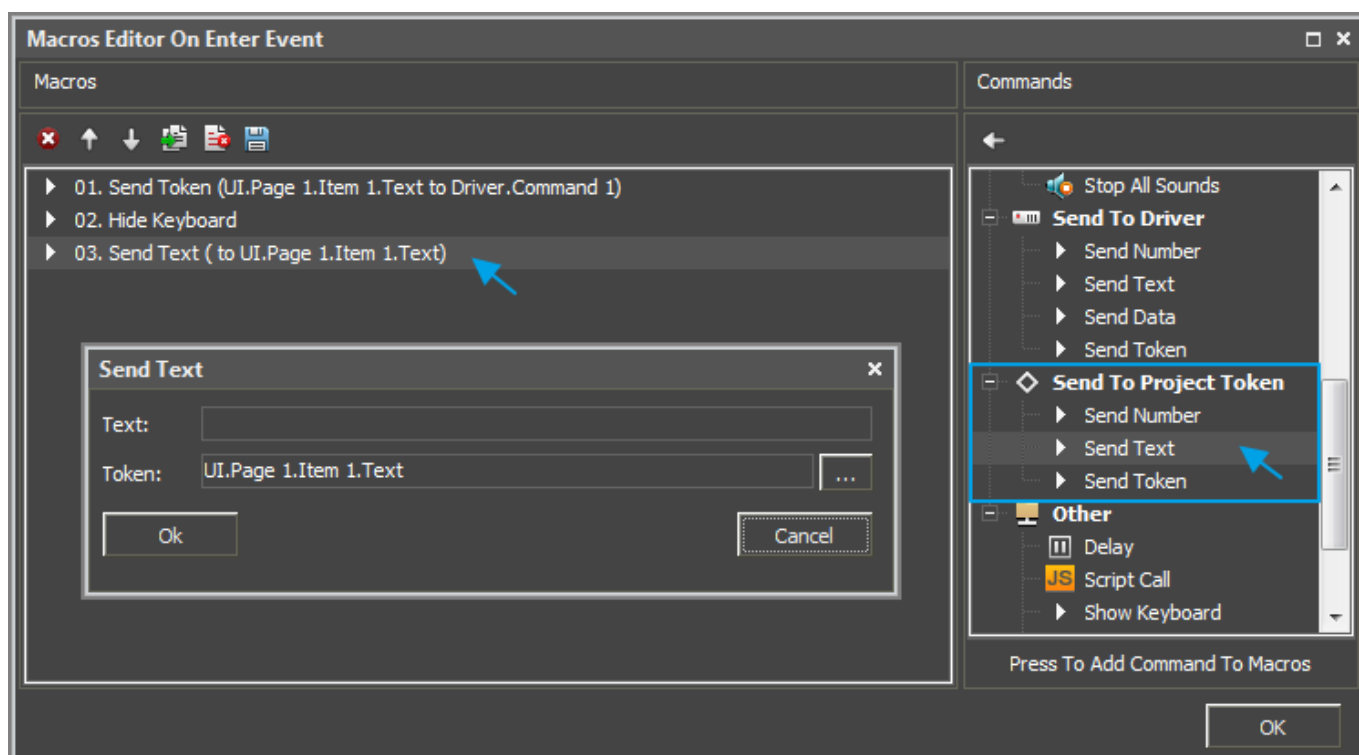 Macros Editor On Enter Event
Macros
Commands
01. Send Token (UI.Page 1.Item 1.Text to Driver.Command 1)
02. Hide Keyboard
03. Send Text ( to UI.Page 1.Item 1.Text)
Send Text
Text:
Token: UI.Page 1.Item 1.Text ...
Ok Cancel
Stop All Sounds
Send To Driver
Send Number
Send Text
Send Data
Send Token
Send To Project Token
Send Number
Send Text
Send Token
Other
Delay
JS Script Call
Show Keyboard
Press To Add Command To Macros
OK